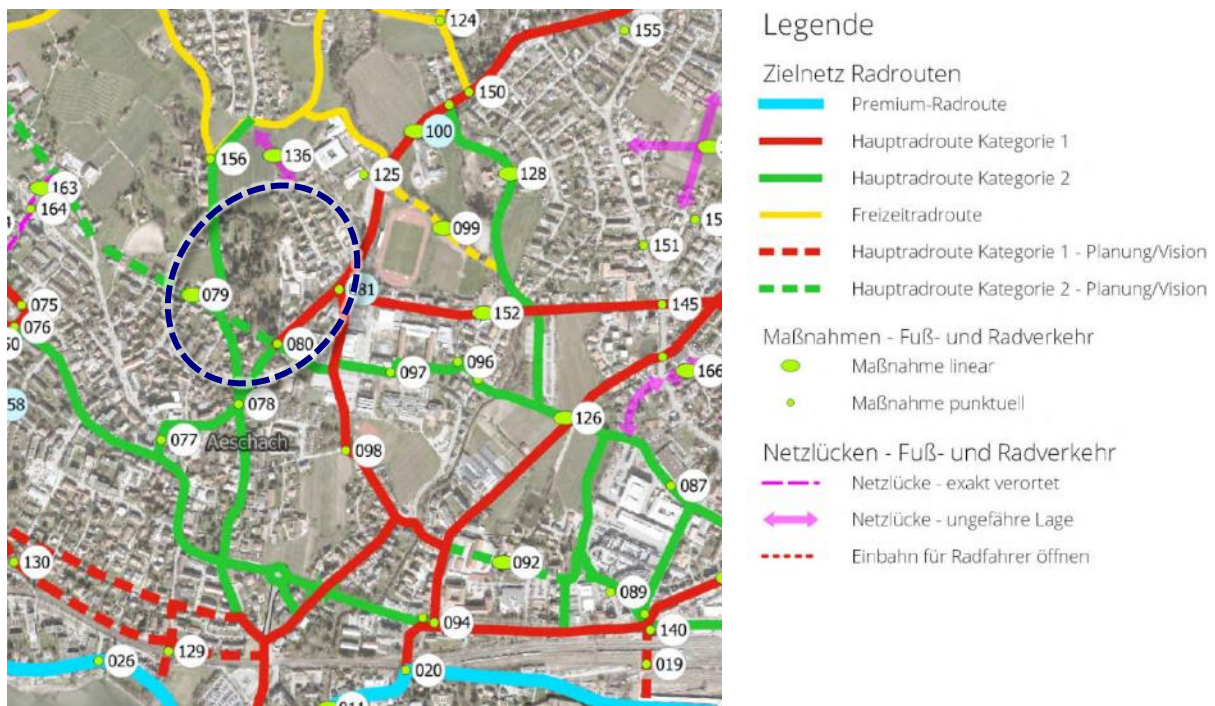 124
155
150
100
136
156
125
128
163
164
099
151
079
081
075
076
152
145
080
097
096
166
58
078
126
077
Aeschach
098
087
130
092
089
094
140
129
026
020
019
Legende
Zielnetz Radrouten
Premium-Radroute
Hauptradroute Kategorie 1
Hauptradroute Kategorie 2
Freizeitradroute
Hauptradroute Kategorie 1 - Planung/Vision
Hauptradroute Kategorie 2 - Planung/Vision
Maßnahmen - Fuß- und Radverkehr
Maßnahme linear
Maßnahme punktuell
Netzlücken - Fuß- und Radverkehr
Netzlücke - exakt verortet
Netzlücke - ungefähre Lage
Einbahn für Radfahrer öffnen